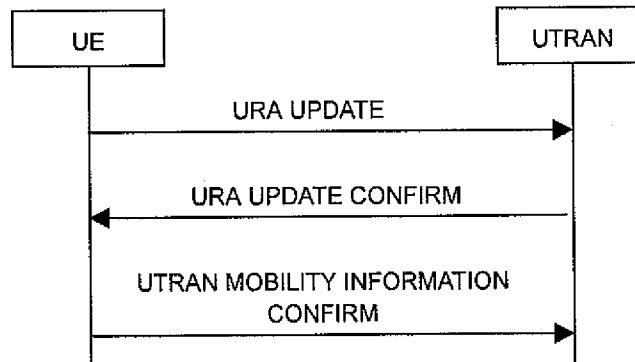 UE
UTRAN
URA UPDATE
URA UPDATE CONFIRM
UTRAN MOBILITY INFORMATION
CONFIRM